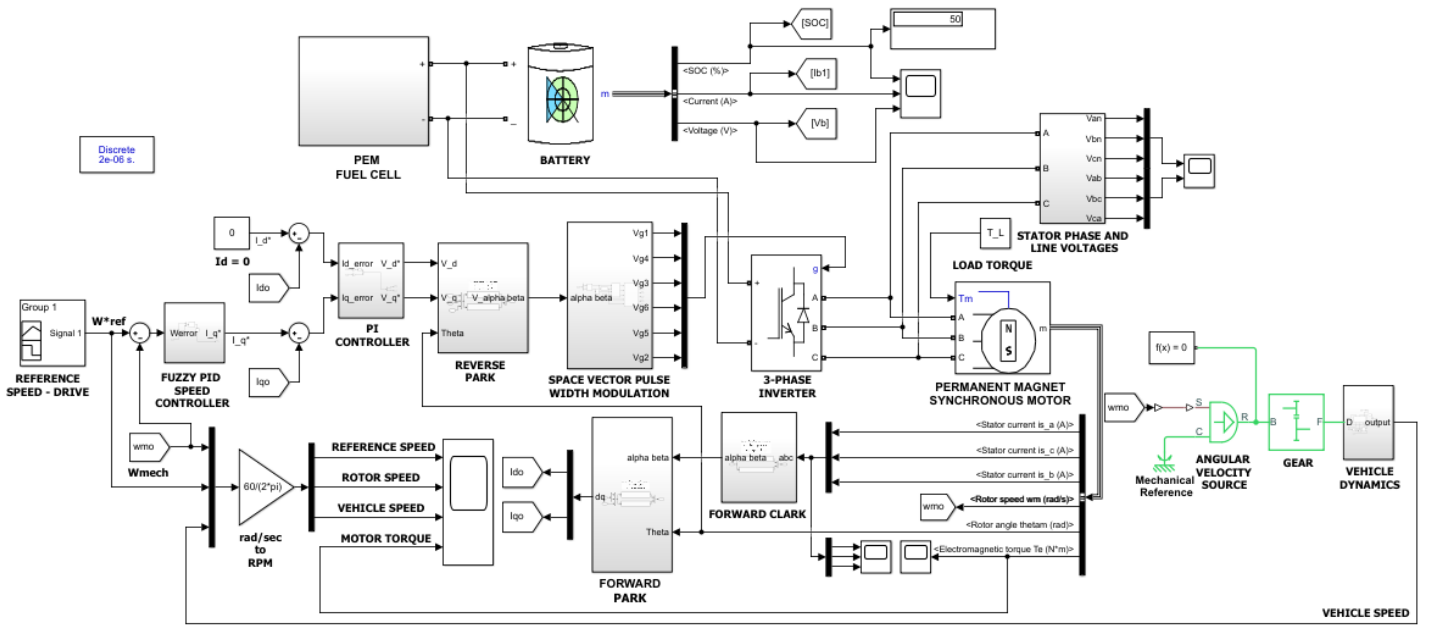 Discrete
2e-06 s.
+
-
PEM
FUEL CELL
+
_
m
BATTERY
<SOC (%)>
<Current (A)>
<Voltage (V)>
[SOC]
[Ib1]
[Vb]
50
A
B
C
Van
Vbn
Vcn
Vab
Vbc
Vca
STATOR PHASE AND
LINE VOLTAGES
0
I_d*
Id = 0
Ido
Id_error
Iq_error
V_d*
V_q*
PI
CONTROLLER
V_d
V_q
V_alpha beta
Theta
REVERSE
PARK
alpha beta
Vg1
Vg4
Vg3
Vg6
Vg5
Vg2
SPACE VECTOR PULSE
WIDTH MODULATION
g
+
-
A
B
C
3-PHASE
INVERTER
T_L
LOAD TORQUE
Tm
A
B
C
N
S
m
PERMANENT MAGNET
SYNCHRONOUS MOTOR
Group 1
Signal 1
REFERENCE
SPEED - DRIVE
W*ref
Werror
I_q*
I_q*
FUZZY PID
SPEED
CONTROLLER
Iqo
wmo
Wmech
60/(2*pi)
rad/sec
to
RPM
REFERENCE SPEED
ROTOR SPEED
VEHICLE SPEED
MOTOR TORQUE
Ido
Iqo
alpha beta
dq
Theta
FORWARD
PARK
alpha beta
abc
FORWARD CLARK
<Stator current is_a (A)>
<Stator current is_c (A)>
<Stator current is_b (A)>
<Rotor speed wm (rad/s)>
wmo
<Rotor angle thetam (rad)>
<Electromagnetic torque Te (N*m)>
f(x) = 0
wmo
S
C
R
Mechanical
Reference
ANGULAR
VELOCITY
SOURCE
B
F
GEAR
D
output
VEHICLE
DYNAMICS
VEHICLE SPEED